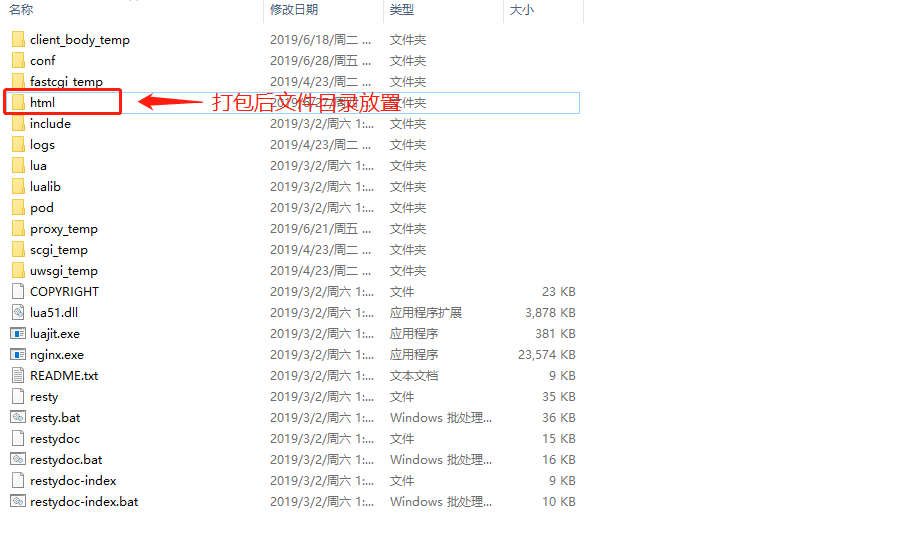 名称 修改日期 类型 大小
client_body_temp 2019/6/18/周二 ... 文件夹
conf 2019/6/28/周五 ... 文件夹
fastcgi_temp 2019/4/23/周二 ... 文件夹
html 打包后文件目录放置 文件夹
include 2019/3/2/周六 1:... 文件夹
logs 2019/4/23/周二 ... 文件夹
lua 2019/3/2/周六 1:... 文件夹
lualib 2019/3/2/周六 1:... 文件夹
pod 2019/3/2/周六 1:... 文件夹
proxy_temp 2019/6/21/周五 ... 文件夹
scgi_temp 2019/4/23/周二 ... 文件夹
uwsgi_temp 2019/4/23/周二 ... 文件夹
COPYRIGHT 2019/3/2/周六 1:... 文件 23 KB
lua51.dll 2019/3/2/周六 1:... 应用程序扩展 3,878 KB
luajit.exe 2019/3/2/周六 1:... 应用程序 381 KB
nginx.exe 2019/3/2/周六 1:... 应用程序 23,574 KB
README.txt 2019/3/2/周六 1:... 文本文档 9 KB
resty 2019/3/2/周六 1:... 文件 35 KB
resty.bat 2019/3/2/周六 1:... Windows 批处理... 36 KB
restydoc 2019/3/2/周六 1:... 文件 15 KB
restydoc.bat 2019/3/2/周六 1:... Windows 批处理... 16 KB
restydoc-index 2019/3/2/周六 1:... 文件 9 KB
restydoc-index.bat 2019/3/2/周六 1:... Windows 批处理... 10 KB